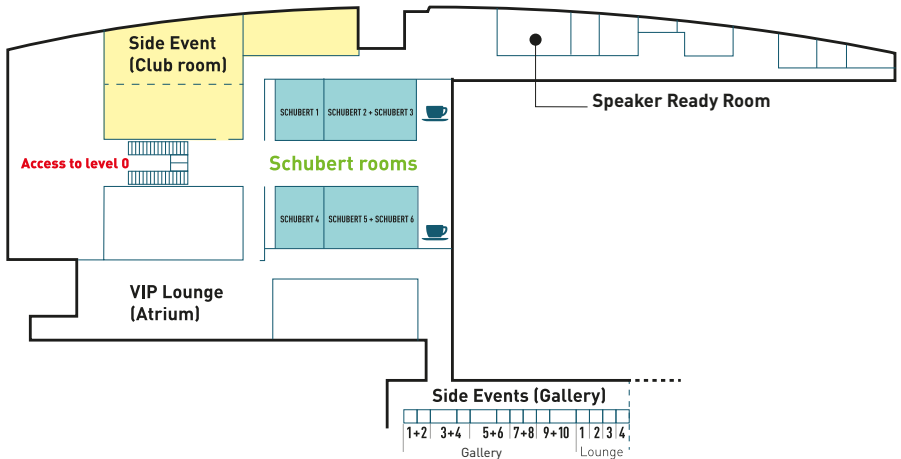 Side Event
(Club room)
SCHUBERT 1
SCHUBERT 2 + SCHUBERT 3
Speaker Ready Room
Access to level 0
Schubert rooms
SCHUBERT 4
SCHUBERT 5 + SCHUBERT 6
VIP Lounge
(Atrium)
Side Events (Gallery)
1+2 3+4 5+6 7+8 9+10 1 2 3 4
Gallery Lounge